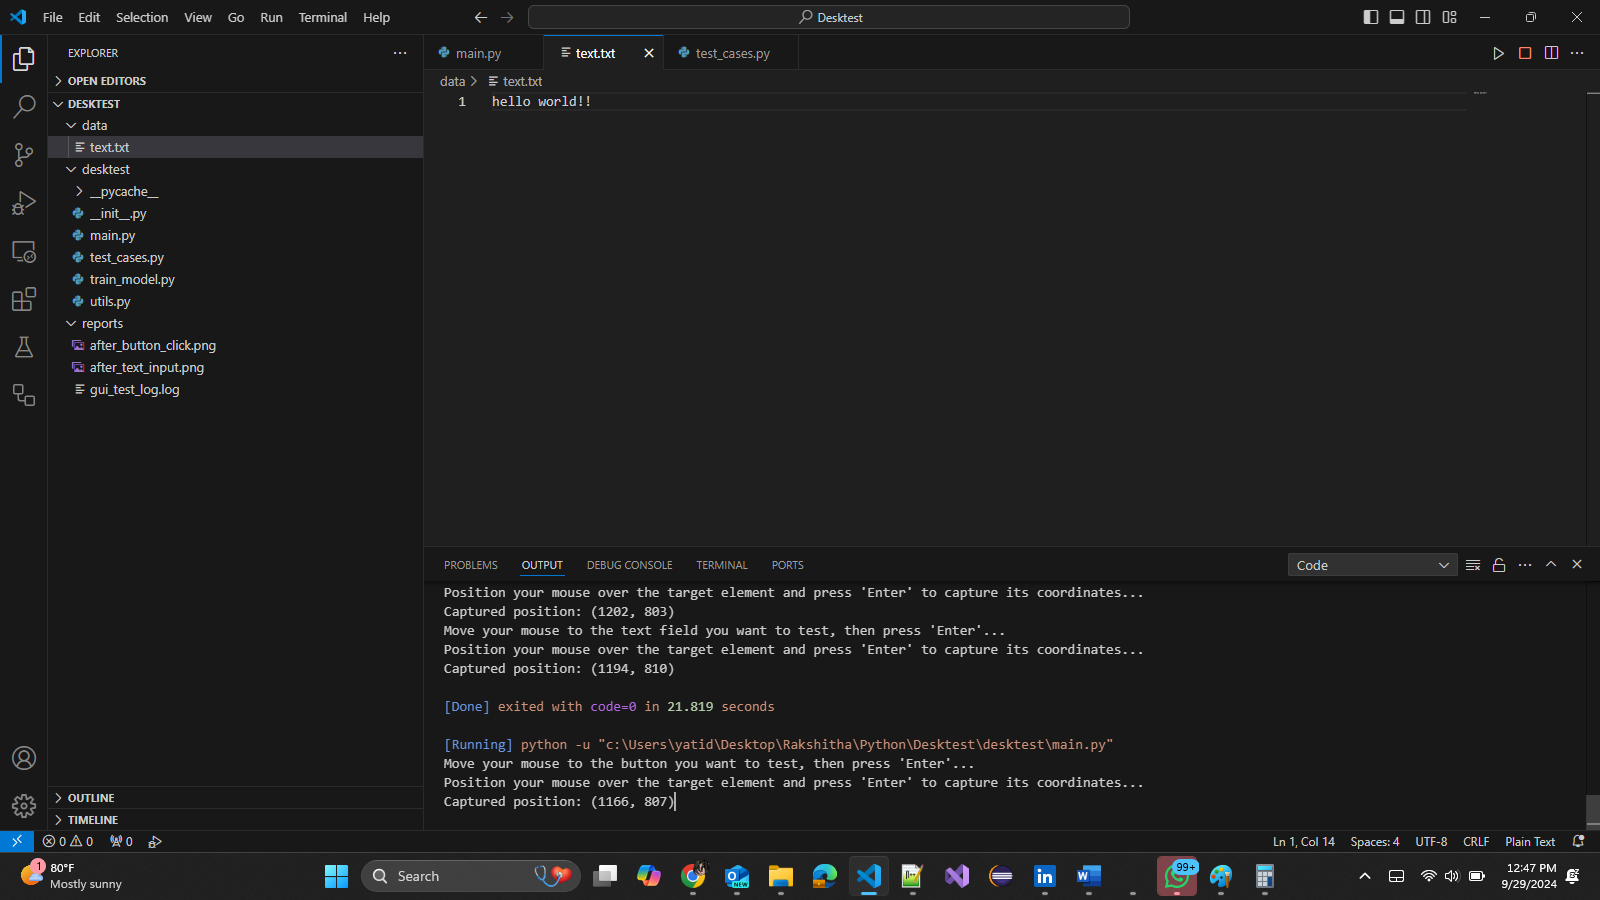 File Edit Selection View Go Run Terminal Help
Desktest
EXPLORER
OPEN EDITORS
DESKTEST
data
text.txt
desktest
__pycache__
__init__.py
main.py
test_cases.py
train_model.py
utils.py
reports
after_button_click.png
after_text_input.png
gui_test_log.log
OUTLINE
TIMELINE
main.py text.txt test_cases.py
data text.txt
1 hello world!!
PROBLEMS OUTPUT DEBUG CONSOLE TERMINAL PORTS
Code
Position your mouse over the target element and press 'Enter' to capture its coordinates...
Captured position: (1202, 803)
Move your mouse to the text field you want to test, then press 'Enter'...
Position your mouse over the target element and press 'Enter' to capture its coordinates...
Captured position: (1194, 810)
[Done] exited with code=0 in 21.819 seconds
[Running] python -u "c:\Users\yatid\Desktop\Rakshitha\Python\Desktest\desktest\main.py"
Move your mouse to the button you want to test, then press 'Enter'...
Position your mouse over the target element and press 'Enter' to capture its coordinates...
Captured position: (1166, 807)
0 0 0
Ln 1, Col 14 Spaces: 4 UTF-8 CRLF Plain Text
1
80°F
Mostly sunny
Search
NEW
99+
12:47 PM
9/29/2024